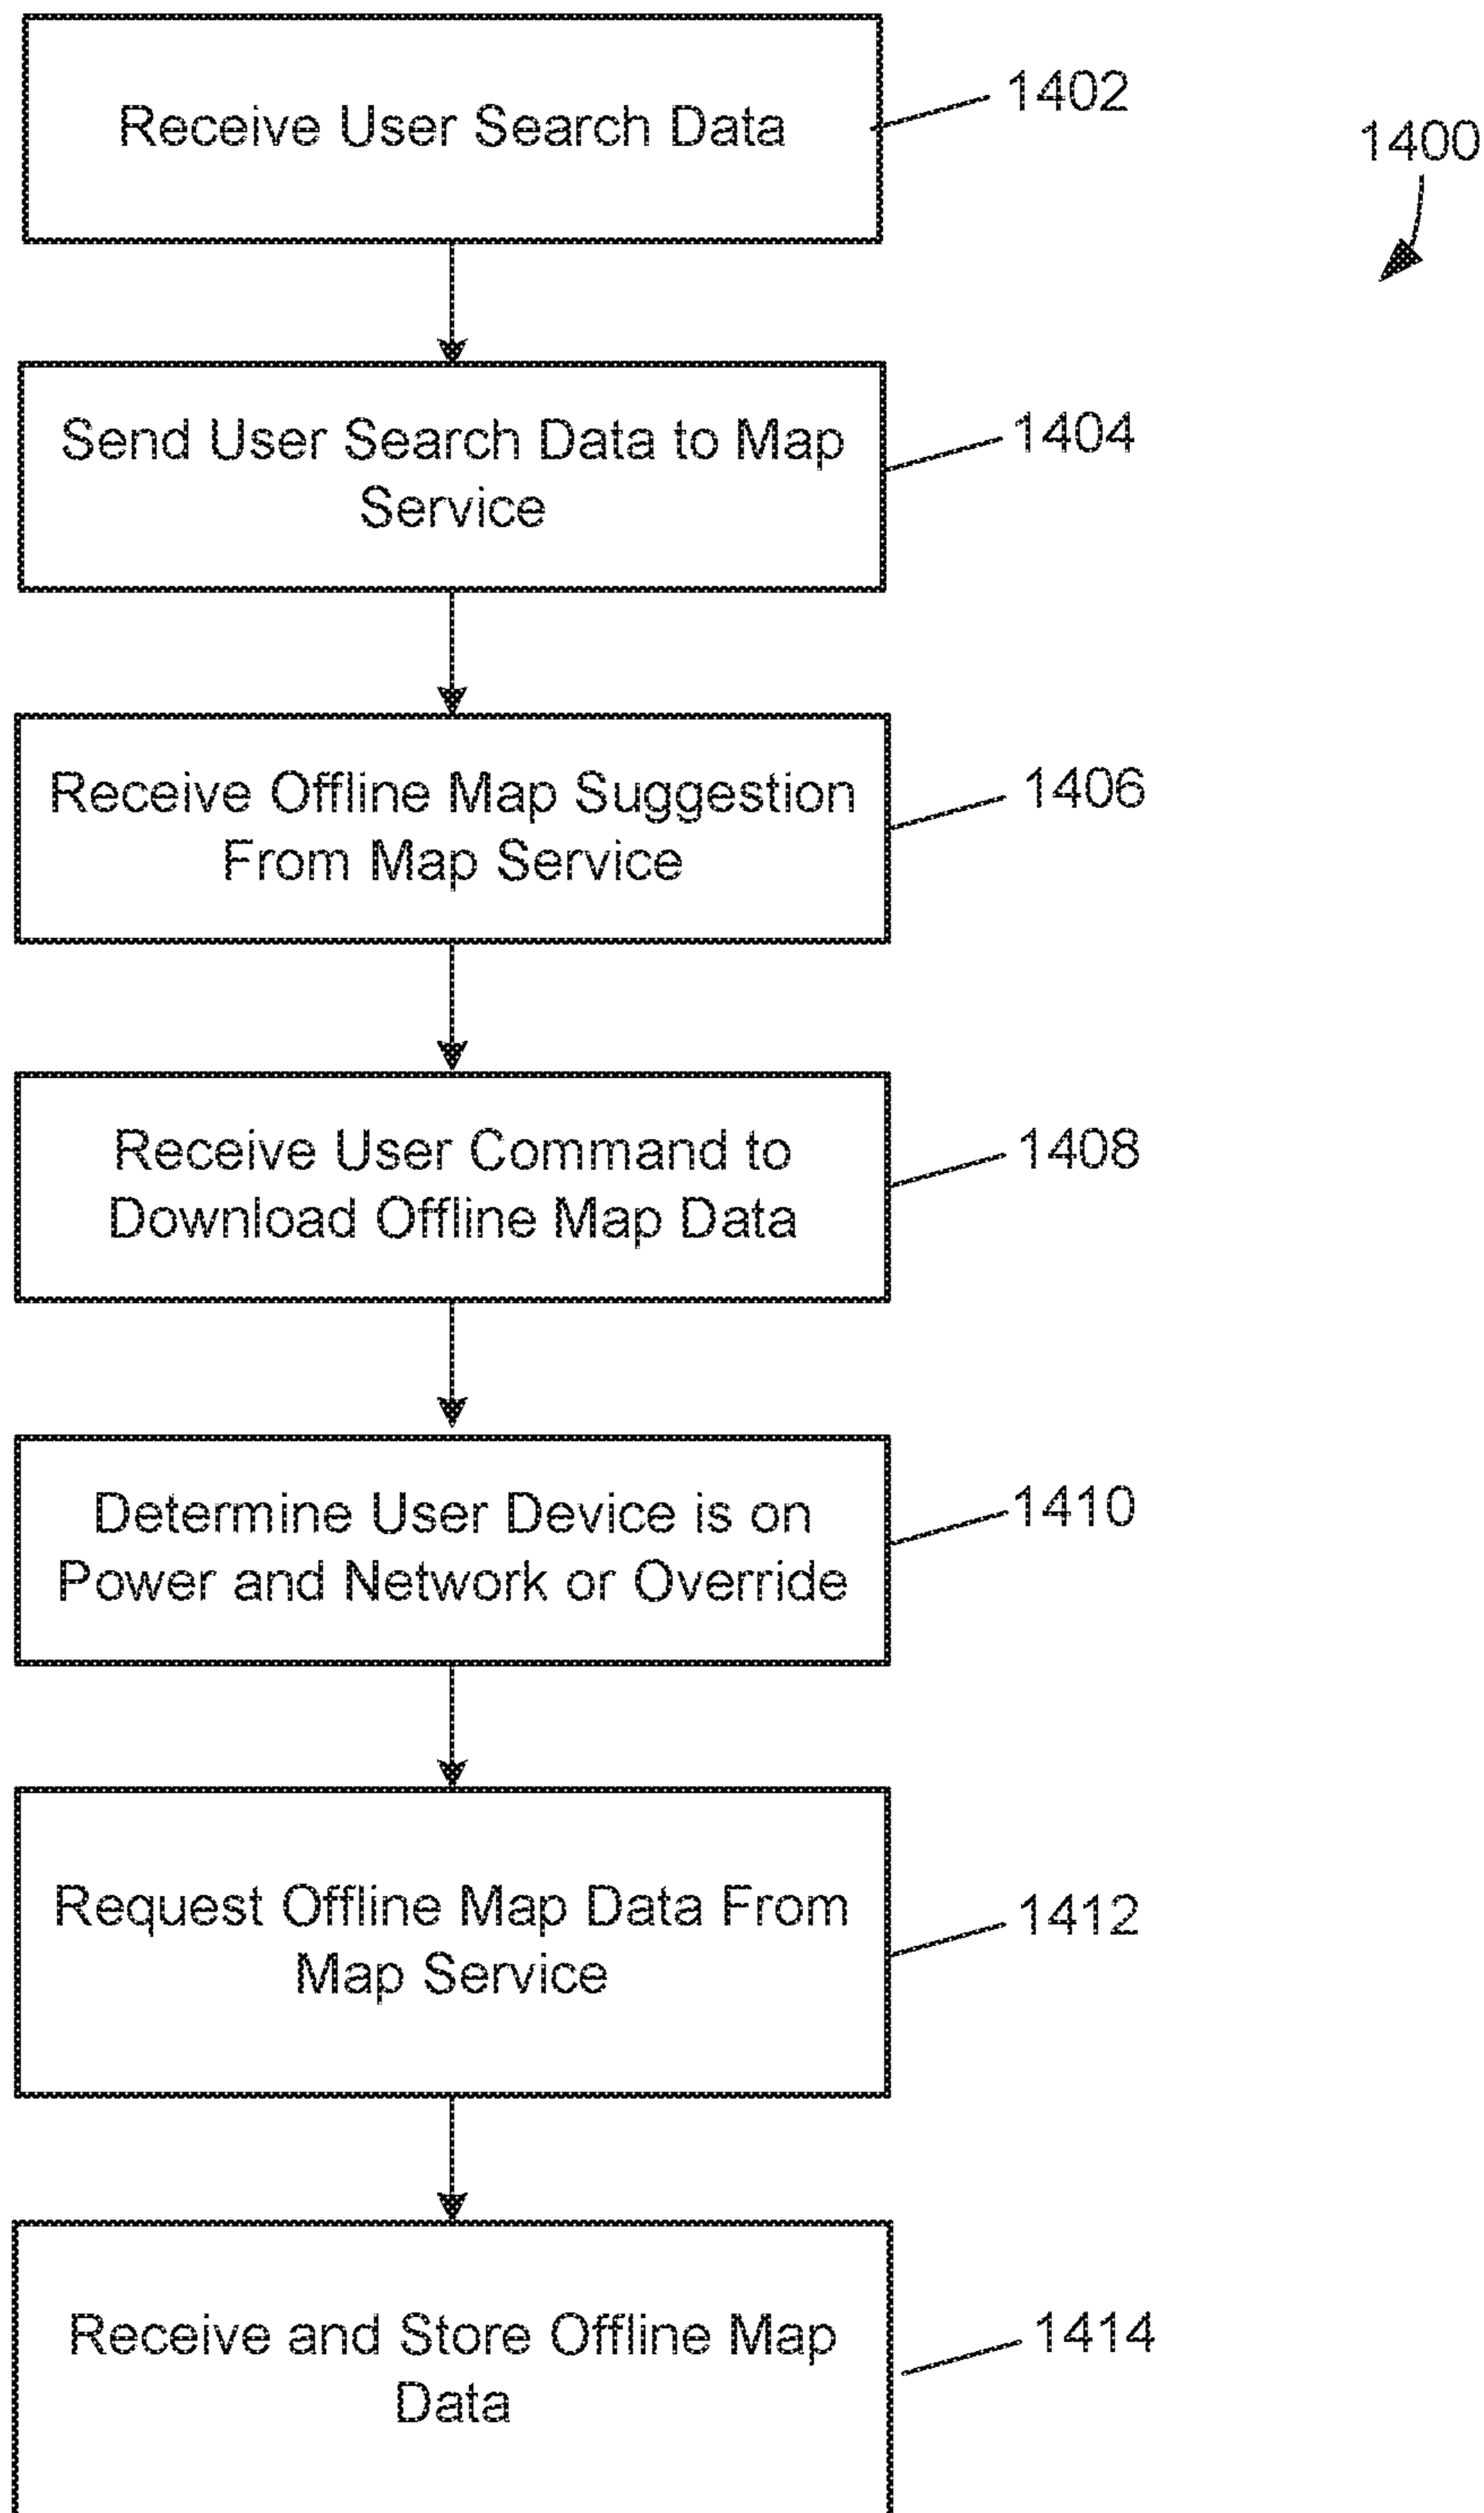 Receive User Search Data
1402
1400
Send User Search Data to Map
Service
1404
Receive Offline Map Suggestion
From Map Service
1406
Receive User Command to
Download Offline Map Data
1408
Determine User Device is on
Power and Network or Override
1410
Request Offline Map Data From
Map Service
1412
Receive and Store Offline Map
Data
1414